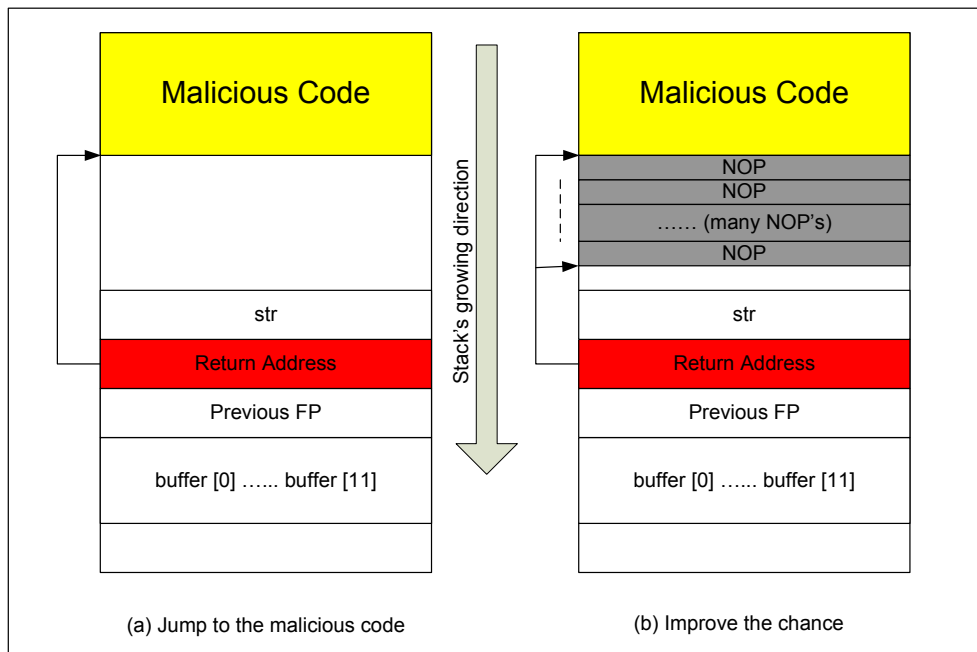 Malicious Code
str
Return Address
Previous FP
buffer [0] …... buffer [11]
(a) Jump to the malicious code
Stack's growing direction
Malicious Code
NOP
NOP
…... (many NOP's)
NOP
str
Return Address
Previous FP
buffer [0] …... buffer [11]
(b) Improve the chance